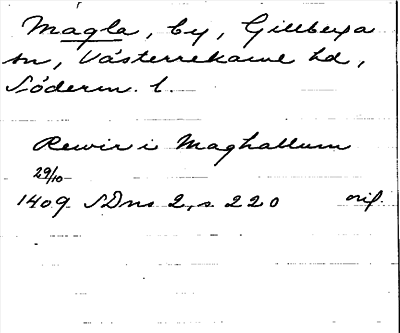 Magla, by, Gillberga
sn, Västerrekarne hd,
Söderm. l.
Rewir i Maghallum
29/10
1409 SDns 2, s. 220 orig.